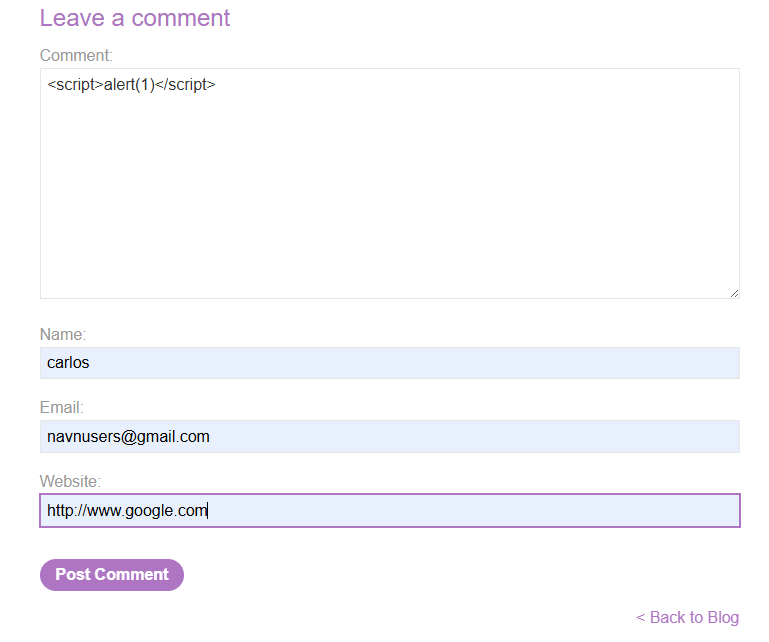 Leave a comment
Comment:
<script>alert(1)</script>
Name:
carlos
Email:
navnusers@gmail.com
Website:
http://www.google.com
Post Comment
< Back to Blog